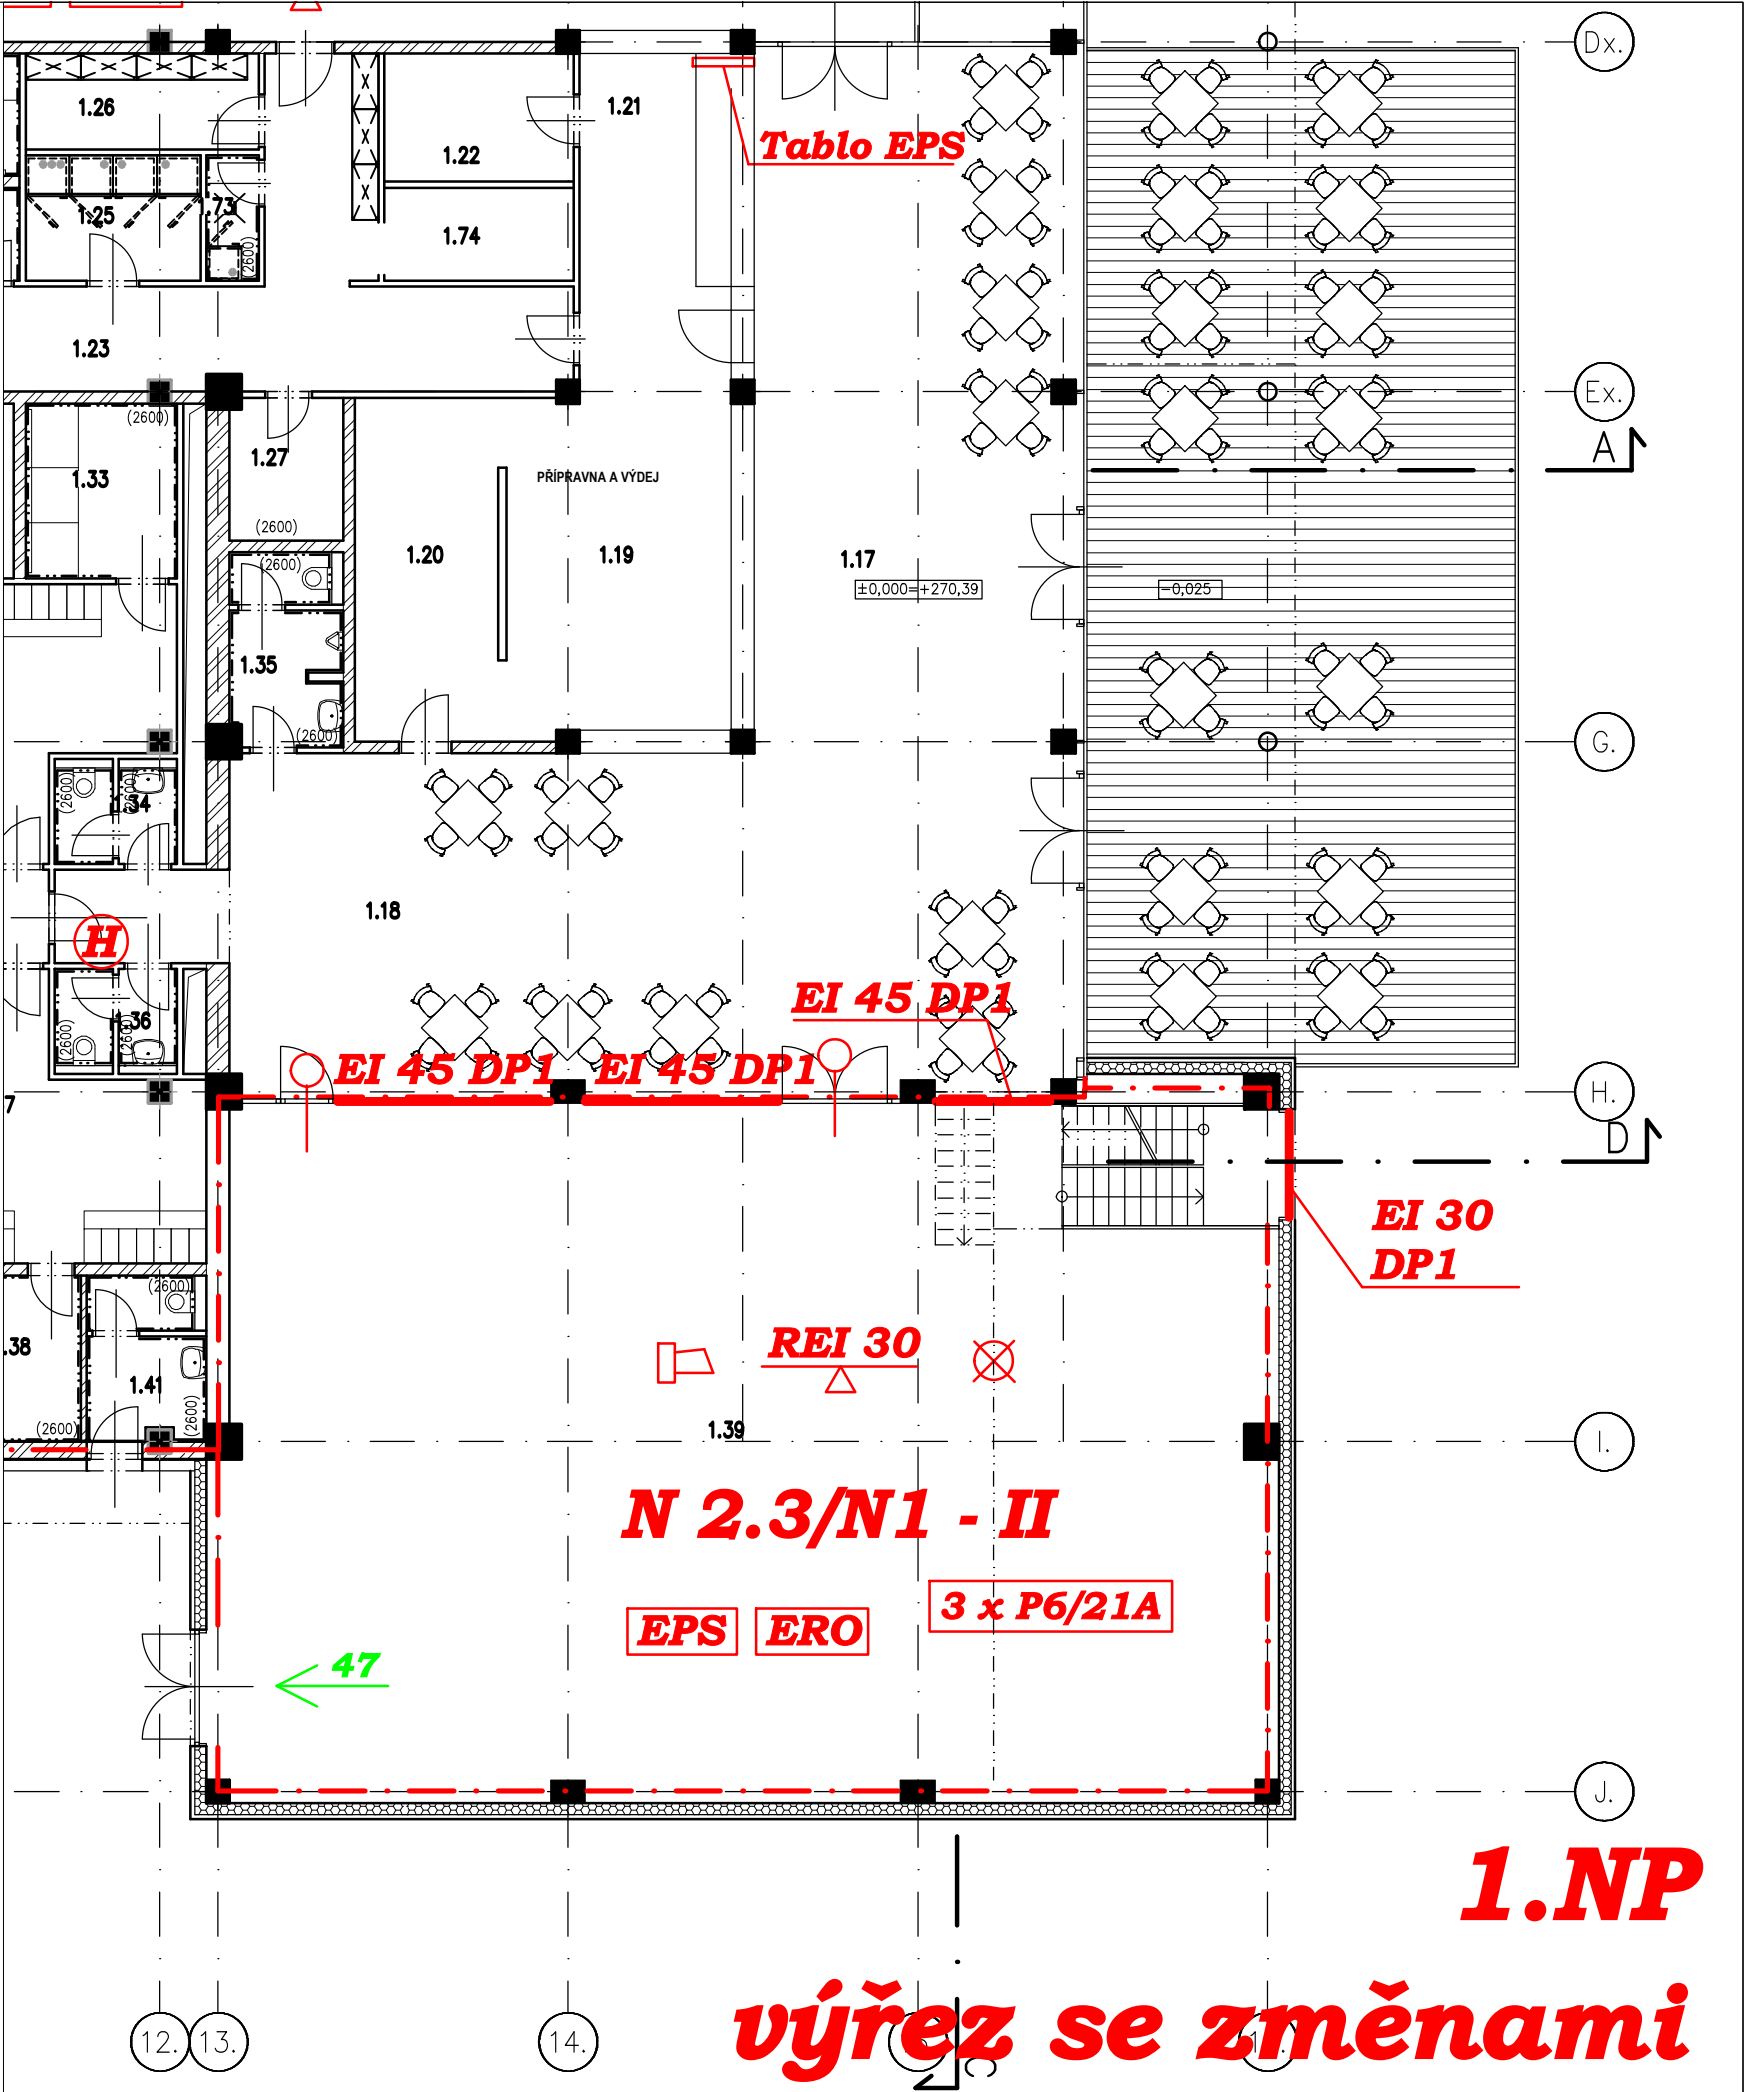 Dx.
1.26
1.21
Tablo EPS
1.22
1.25
.73
1.74
(2600)
1.23
Ex.
(2600)
A
1.27
1.33
PŘÍPRAVNA A VÝDEJ
(2600)
1.20
1.19
1.17
(2600)
±0,000=+270,39
-0,025
1.35
(2600)
G.
(2600)
(2600)
1.34
1.18
H
EI 45 DP1
(2600)
(2600)
1.36
EI 45 DP1
EI 45 DP1
H.
7
D
EI 30
DP1
(2600)
.38
REI 30
1.41
(2600)
(2600)
1.39
I.
N 2.3/N1 - II
3 x P6/21A
EPS
ERO
47
J.
1.NP
výřez se změnami
12.
13.
14.
C